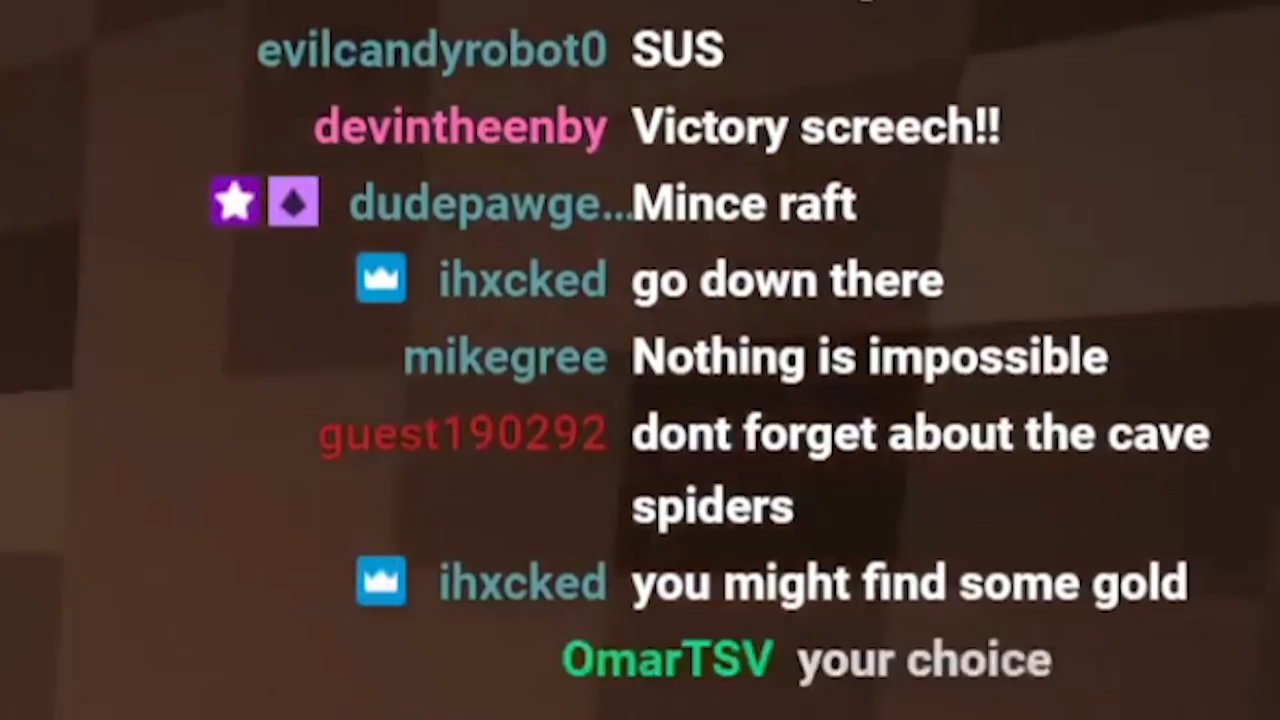 evilcandyrobot0 SUS
devintheenby Victory screech!!
dudepawge... Mince raft
ihxcked go down there
mikegree Nothing is impossible
guest190292 dont forget about the cave
spiders
ihxcked you might find some gold
OmarTSV your choice